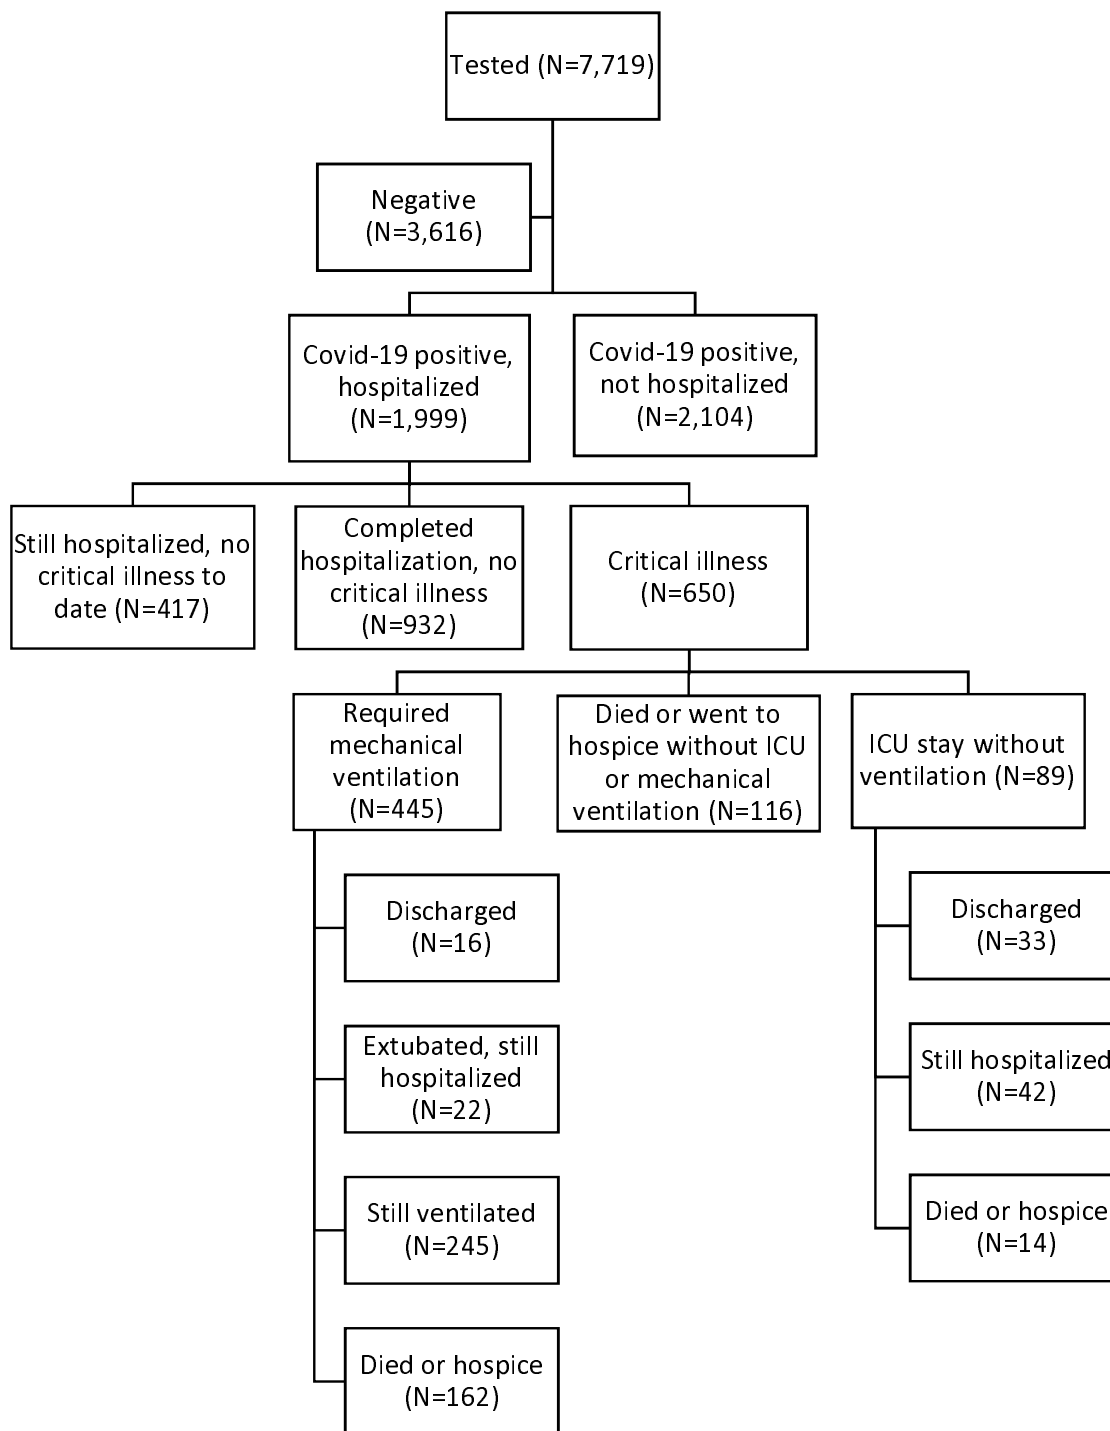 Tested (N=7,719)
Negative
(N=3,616)
Covid-19 positive,
hospitalized
(N=1,999)
Covid-19 positive,
not hospitalized
(N=2,104)
Still hospitalized, no
critical illness to
date (N=417)
Completed
hospitalization, no
critical illness
(N=932)
Critical illness
(N=650)
Required
mechanical
ventilation
(N=445)
Died or went to
hospice without ICU
or mechanical
ventilation (N=116)
ICU stay without
ventilation (N=89)
Discharged
(N=16)
Extubated, still
hospitalized
(N=22)
Still ventilated
(N=245)
Died or hospice
(N=162)
Discharged
(N=33)
Still hospitalized
(N=42)
Died or hospice
(N=14)